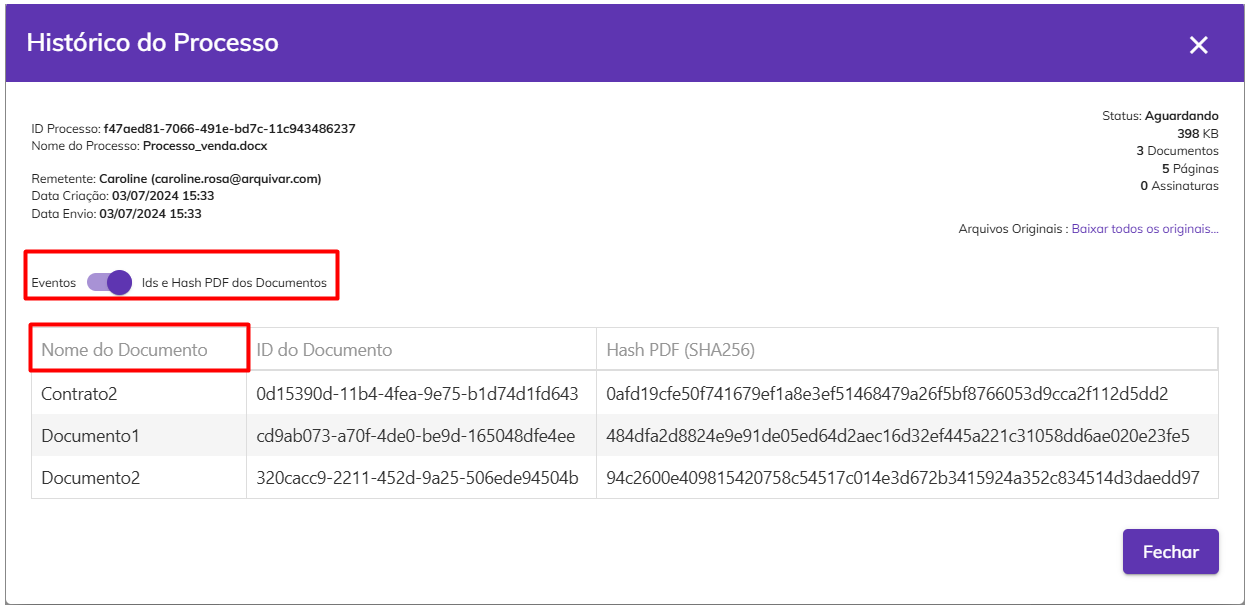 Histórico do Processo
ID Processo: f47aed81-7066-491e-bd7c-11c943486237
Nome do Processo: Processo_venda.docx
Remetente: Caroline (caroline.rosa@arquivar.com)
Data Criação: 03/07/2024 15:33
Data Envio: 03/07/2024 15:33
Status: Aguardando
398 KB
3 Documentos
5 Páginas
0 Assinaturas
Arquivos Originais : Baixar todos os originais...
Eventos Ids e Hash PDF dos Documentos
Nome do Documento ID do Documento Hash PDF (SHA256)
Contrato2 0d15390d-11b4-4fea-9e75-b1d74d1fd643 0afd19cfe50f741679ef1a8e3ef51468479a26f5bf8766053d9cca2f112d5dd2
Documento1 cd9ab073-a70f-4de0-be9d-165048dfe4ee 484dfa2d8824e9e91de05ed64d2aec16d32ef445a221c31058dd6ae020e23fe5
Documento2 320cacc9-2211-452d-9a25-506ede94504b 94c2600e409815420758c54517c014e3d672b3415924a352c834514d3daedd97
Fechar